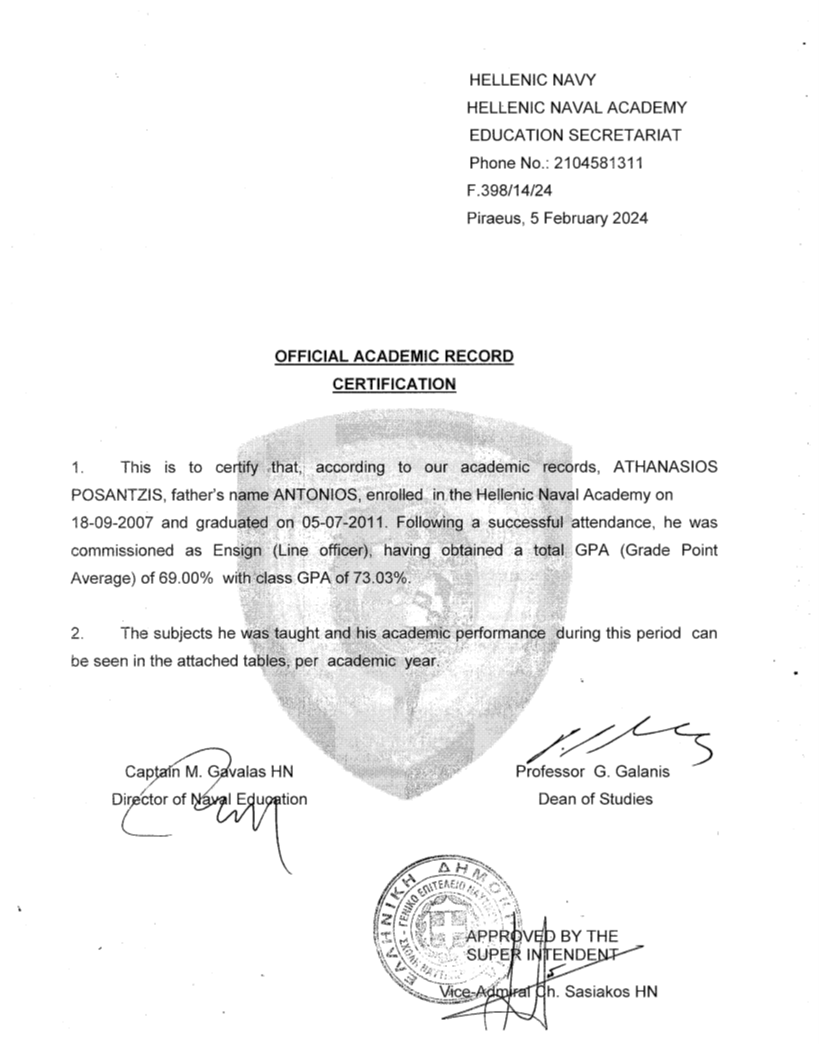 HELLENIC NAVY
HELLENIC NAVAL ACADEMY
EDUCATION SECRETARIAT
Phone No.: 2104581311
F.398/14/24
Piraeus, 5 February 2024
OFFICIAL ACADEMIC RECORD
CERTIFICATION
1. This is to certify that, according to our academic records, ATHANASIOS
POSANTZIS, father's name ANTONIOS, enrolled in the Hellenic Naval Academy on
18-09-2007 and graduated on 05-07-2011. Following a successful attendance, he was
commissioned as Ensign (Line officer), having obtained a total GPA (Grade Point
Average) of 69.00% with class GPA of 73.03%.
2. The subjects he was taught and his academic performance during this period can
be seen in the attached tables, per academic year.
Captain M. Gavalas HN
Director of Naval Education
Professor G. Galanis
Dean of Studies
ΕΛΛΗΝΙΚΗ
ΓΕΝΙΚΟ ΕΠΙΤΕΛΕΙΟ
APPROVED BY THE
SUPER INTENDENT
Vice-Admiral Ch. Sasiakos HN